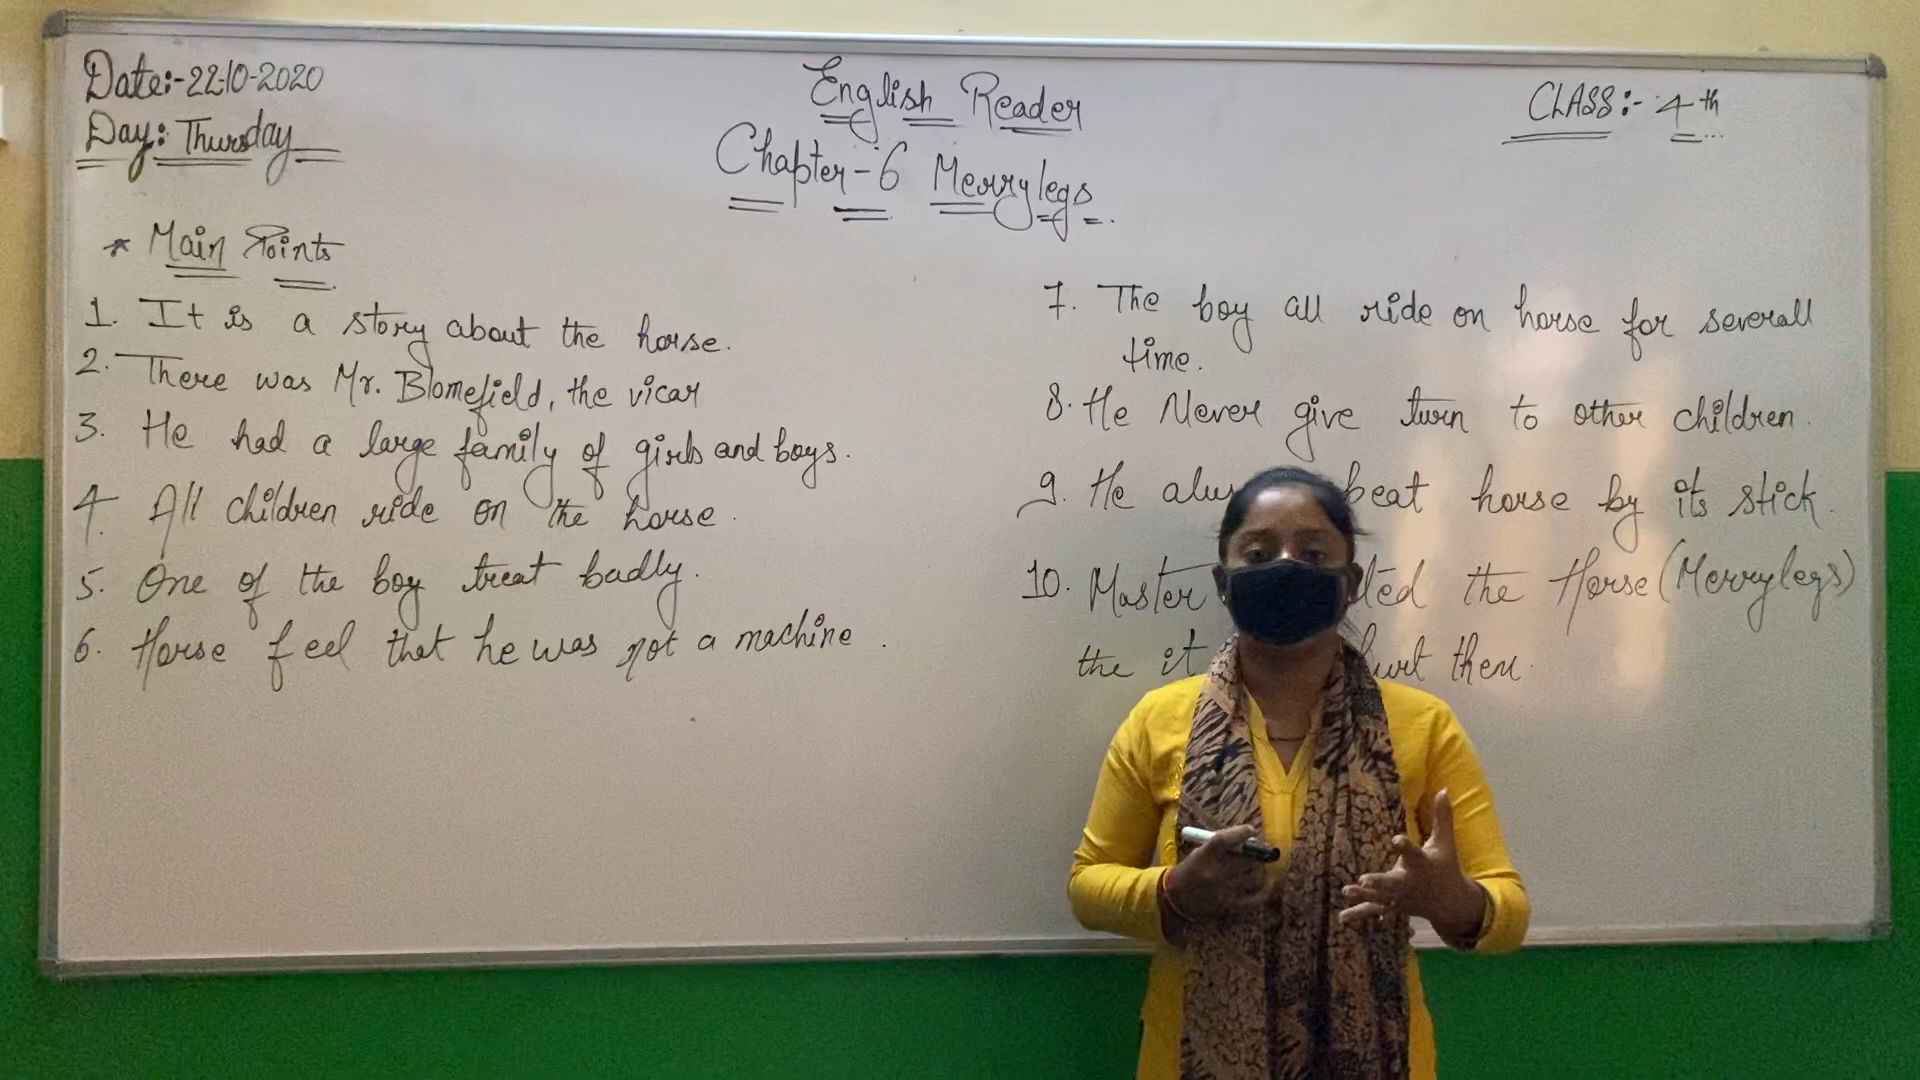 Date:-22-10-2020
Day: Thursday
English Reader
Chapter-6 Merrylegs
CLASS:- 4th
* Main Points
1. It is a story about the horse.
2. There was Mr. Blomefield, the vicar
3. He had a large family of girls and boys.
4. All children ride on the horse.
5. One of the boy treat badly.
6. Horse feel that he was not a machine.
7. The boy all ride on horse for severall
time.
8. He Never give turn to other children.
9. He beat horse by its stick.
10. Master the Horse (Merrylegs)
the it hurt them.